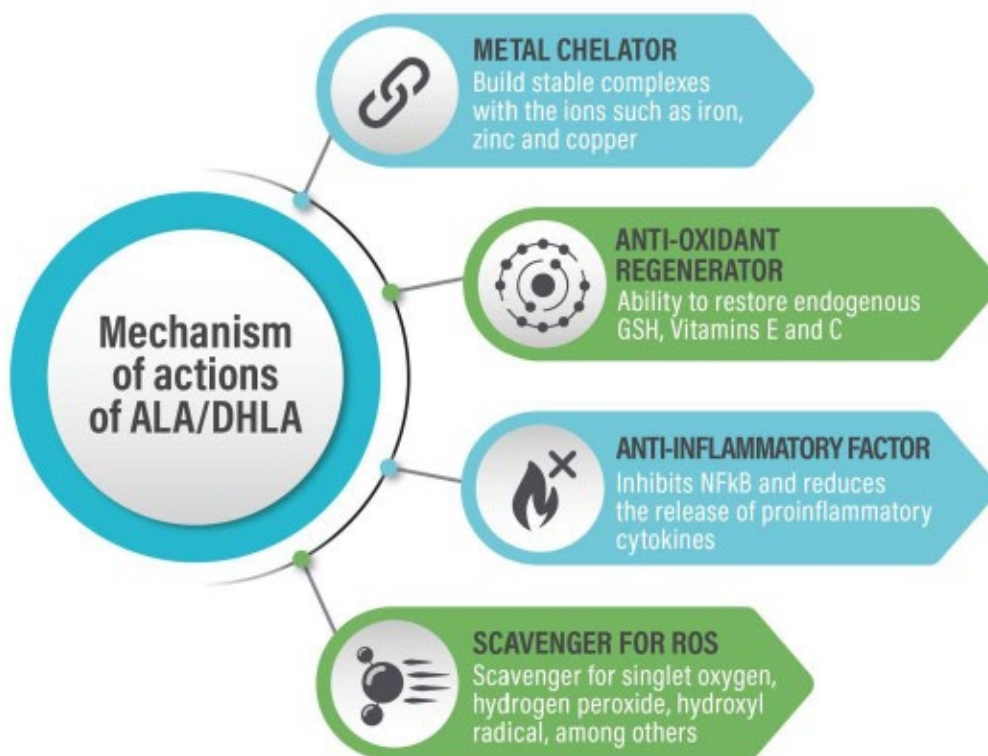 METAL CHELATOR
Build stable complexes
with the ions such as iron,
zinc and copper
ANTI-OXIDANT
REGENERATOR
Ability to restore endogenous
GSH, Vitamins E and C
Mechanism
of actions
of ALA/DHLA
ANTI-INFLAMMATORY FACTOR
Inhibits NFkB and reduces
the release of proinflammatory
cytokines
SCAVENGER FOR ROS
Scavenger for singlet oxygen,
hydrogen peroxide, hydroxyl
radical, among others